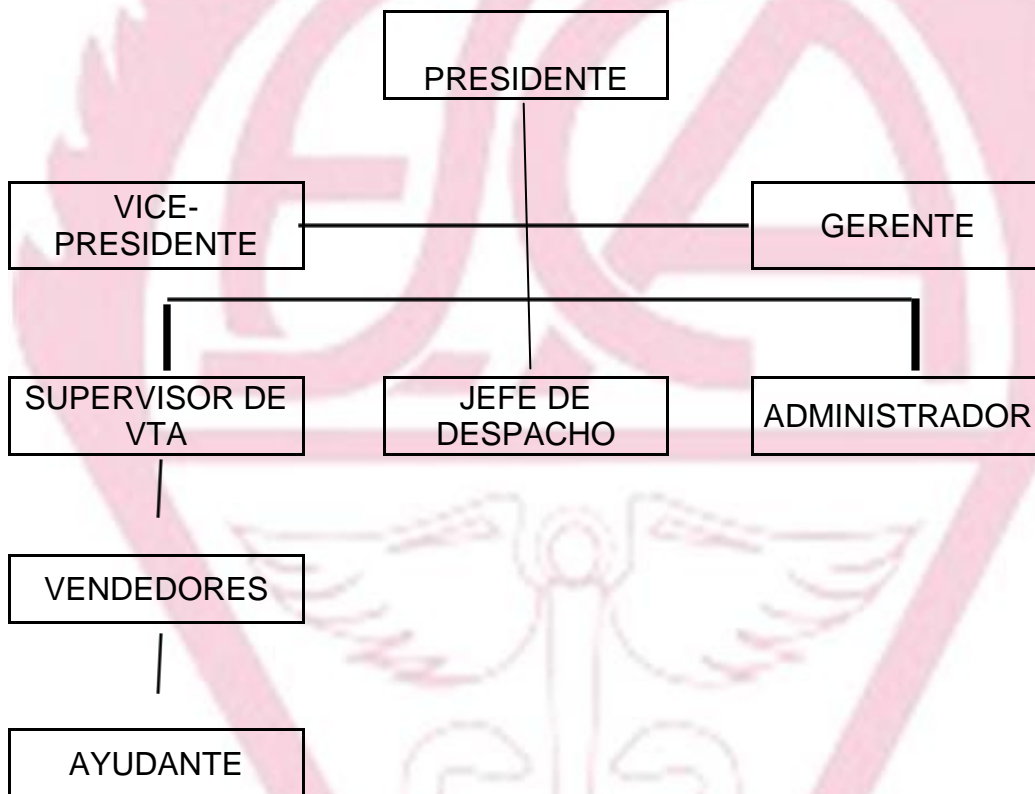 PRESIDENTE
VICE-
PRESIDENTE
GERENTE
SUPERVISOR DE
VTA
JEFE DE
DESPACHO
ADMINISTRADOR
VENDEDORES
AYUDANTE